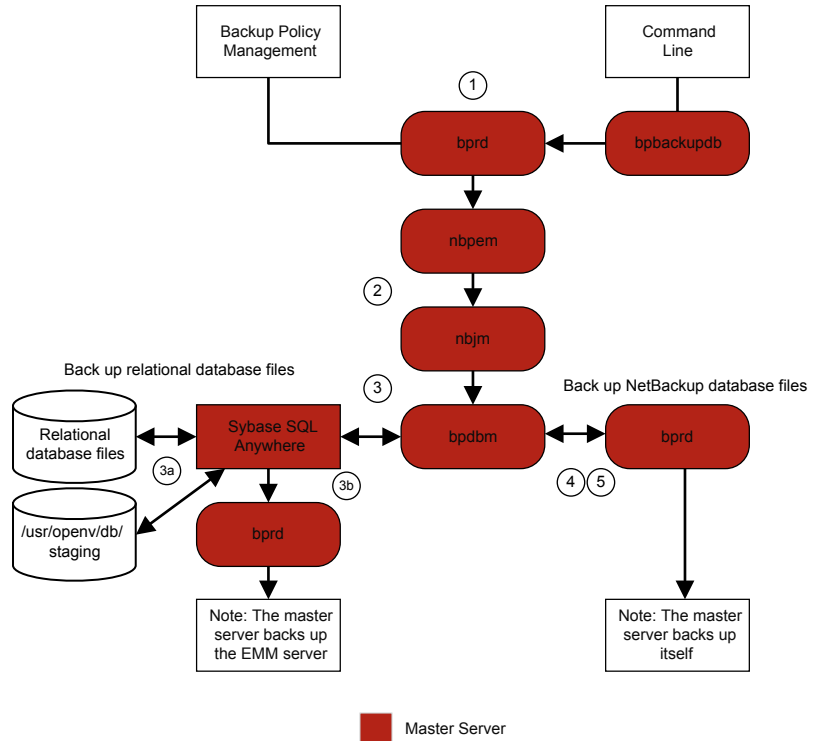 Backup Policy
Management
Command
Line
1
bprd
bpbackupdb
nbpem
2
nbjm
Back up relational database files
3
Back up NetBackup database files
Relational
database files
Sybase SQL
Anywhere
bpdbm
bprd
3a
3b
4
5
/usr/openv/db/
staging
bprd
Note: The master
server backs up
the EMM server
Note: The master
server backs up
itself
Master Server